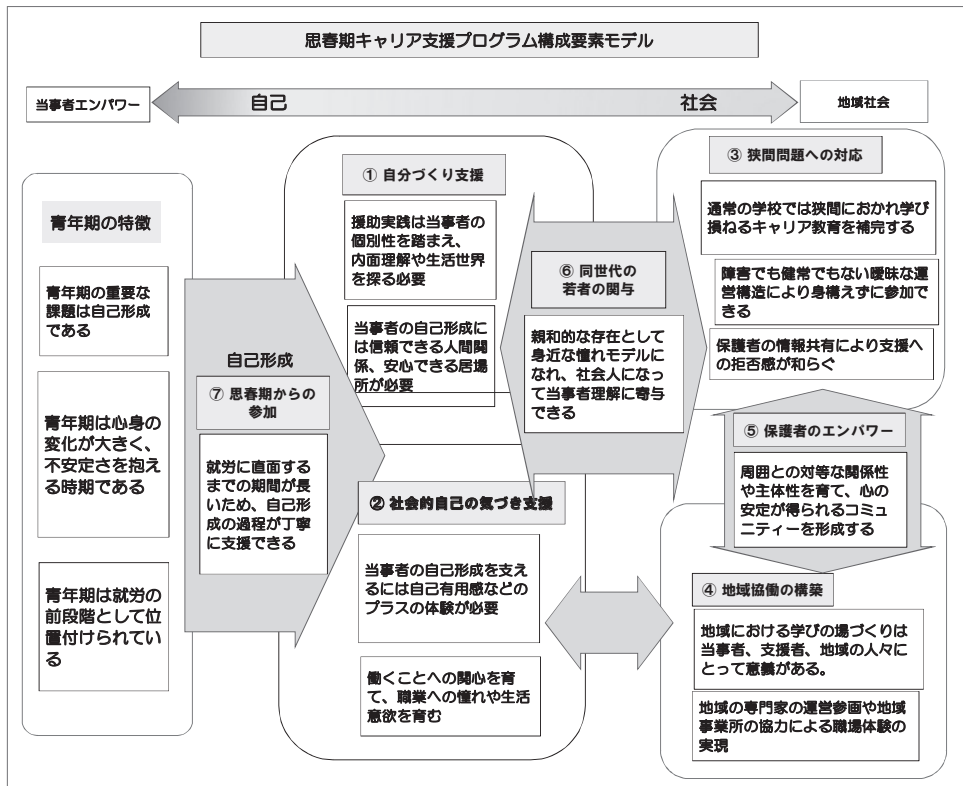 思春期キャリア支援プログラム構成要素モデル
当事者エンパワー
自己
社会
地域社会
青年期の特徴
青年期の重要な
課題は自己形成
である
青年期は心身の
変化が大きく、
不安定さを抱え
る時期である
青年期は就労の
前段階として位
置付けられてい
る
自己形成
⑦ 思春期からの
参加
就労に直面する
までの期間が長
いため、自己形
成の過程が丁寧
に支援できる
① 自分づくり支援
援助実践は当事者の
個別性を踏まえ、
内面理解や生活世界
を探る必要
当事者の自己形成に
は信頼できる人間関
係、安心できる居場
所が必要
② 社会的自己の気づき支援
当事者の自己形成を支え
るには自己有用感などの
プラスの体験が必要
働くことへの関心を育
て、職業への憧れや生活
意欲を育む
⑥ 同世代の
若者の関与
親和的な存在として
身近な憧れモデルに
なれ、社会人になっ
て当事者理解に寄与
できる
③ 狭間問題への対応
通常の学校では狭間におかれ学び
損ねるキャリア教育を補完する
障害でも健常でもない曖昧な運
営構造により身構えずに参加で
きる
保護者の情報共有により支援へ
の拒否感が和らぐ
⑤ 保護者のエンパワー
周囲との対等な関係性
や主体性を育て、心の
安定が得られるコミュ
ニティーを形成する
④ 地域協働の構築
地域における学びの場づくりは
当事者、支援者、地域の人々に
とって意義がある。
地域の専門家の運営参画や地域
事業所の協力による職場体験の
実現